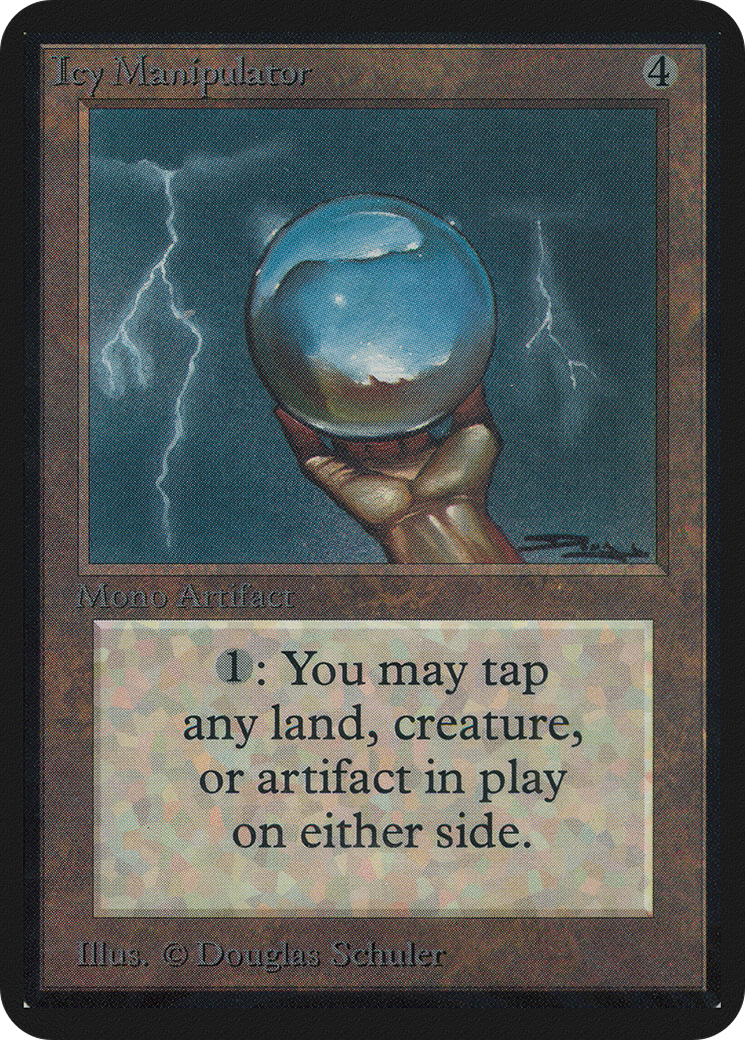 Icy Manipulator 4
Mono Artifact
1: You may tap
any land, creature,
or artifact in play
on either side.
Illus. © Douglas Schuler